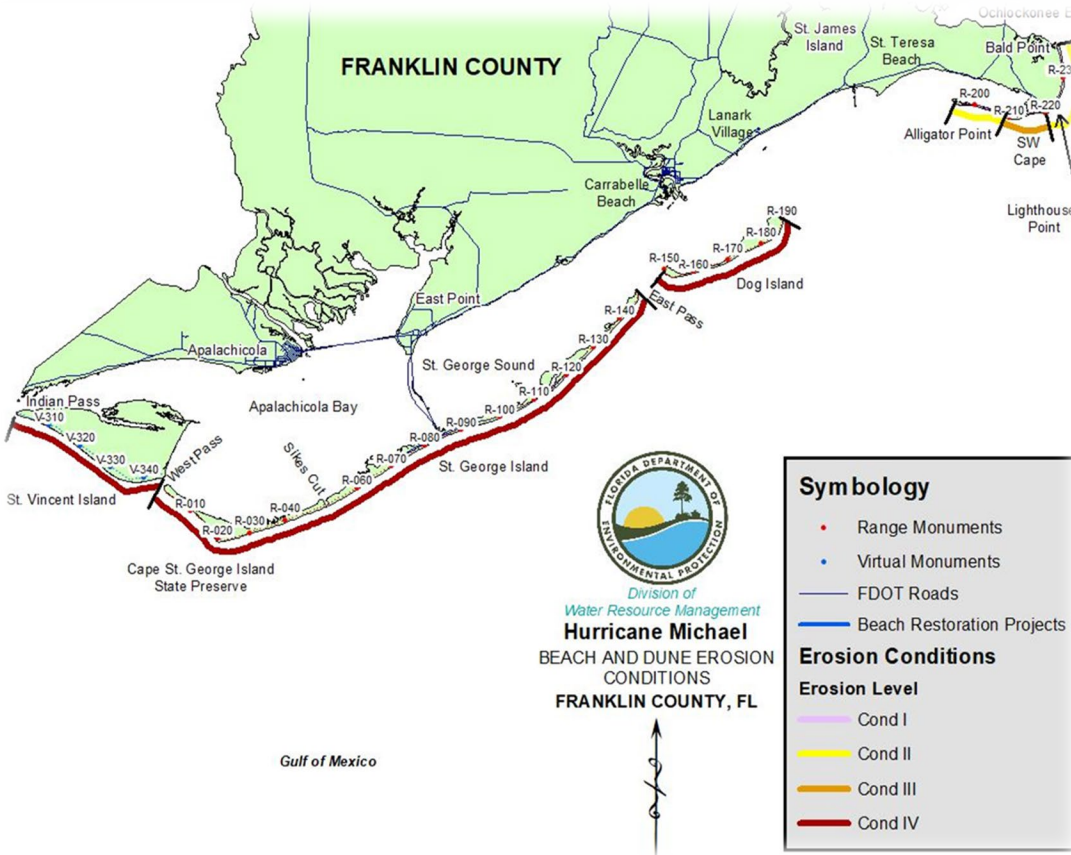 Ochlockonee
St. James
Island
St. Teresa
Beach
Bald Point
FRANKLIN COUNTY
R-200
R-210
R-220
Alligator Point
SW
Cape
Lanark
Village
Carrabelle
Beach
Lighthouse
Point
R-190
R-180
R-170
R-160
R-150
Dog Island
East Pass
East Point
R-140
R-130
R-120
R-110
R-100
R-090
R-080
R-070
R-060
St. George Sound
Apalachicola
Apalachicola Bay
St. George Island
Indian Pass
V-310
V-320
V-330
V-340
West Pass
Sikes Cut
St. Vincent Island
R-010
R-020
R-030
R-040
Cape St. George Island
State Preserve
FLORIDA DEPARTMENT OF
ENVIRONMENTAL PROTECTION
Division of
Water Resource Management
Hurricane Michael
BEACH AND DUNE EROSION
CONDITIONS
FRANKLIN COUNTY, FL
Gulf of Mexico
Symbology
Range Monuments
Virtual Monuments
FDOT Roads
Beach Restoration Projects
Erosion Conditions
Erosion Level
Cond I
Cond II
Cond III
Cond IV